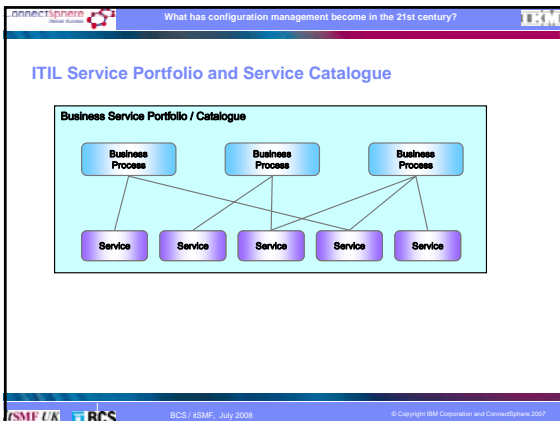 ConnectSphere
What has configuration management become in the 21st century?
IBM
ITIL Service Portfolio and Service Catalogue
Business Service Portfolio / Catalogue
Business Process
Business Process
Business Process
Service
Service
Service
Service
Service
itSMF UK
BCS
BCS / itSMF, July 2008
© Copyright IBM Corporation and ConnectSphere 2007